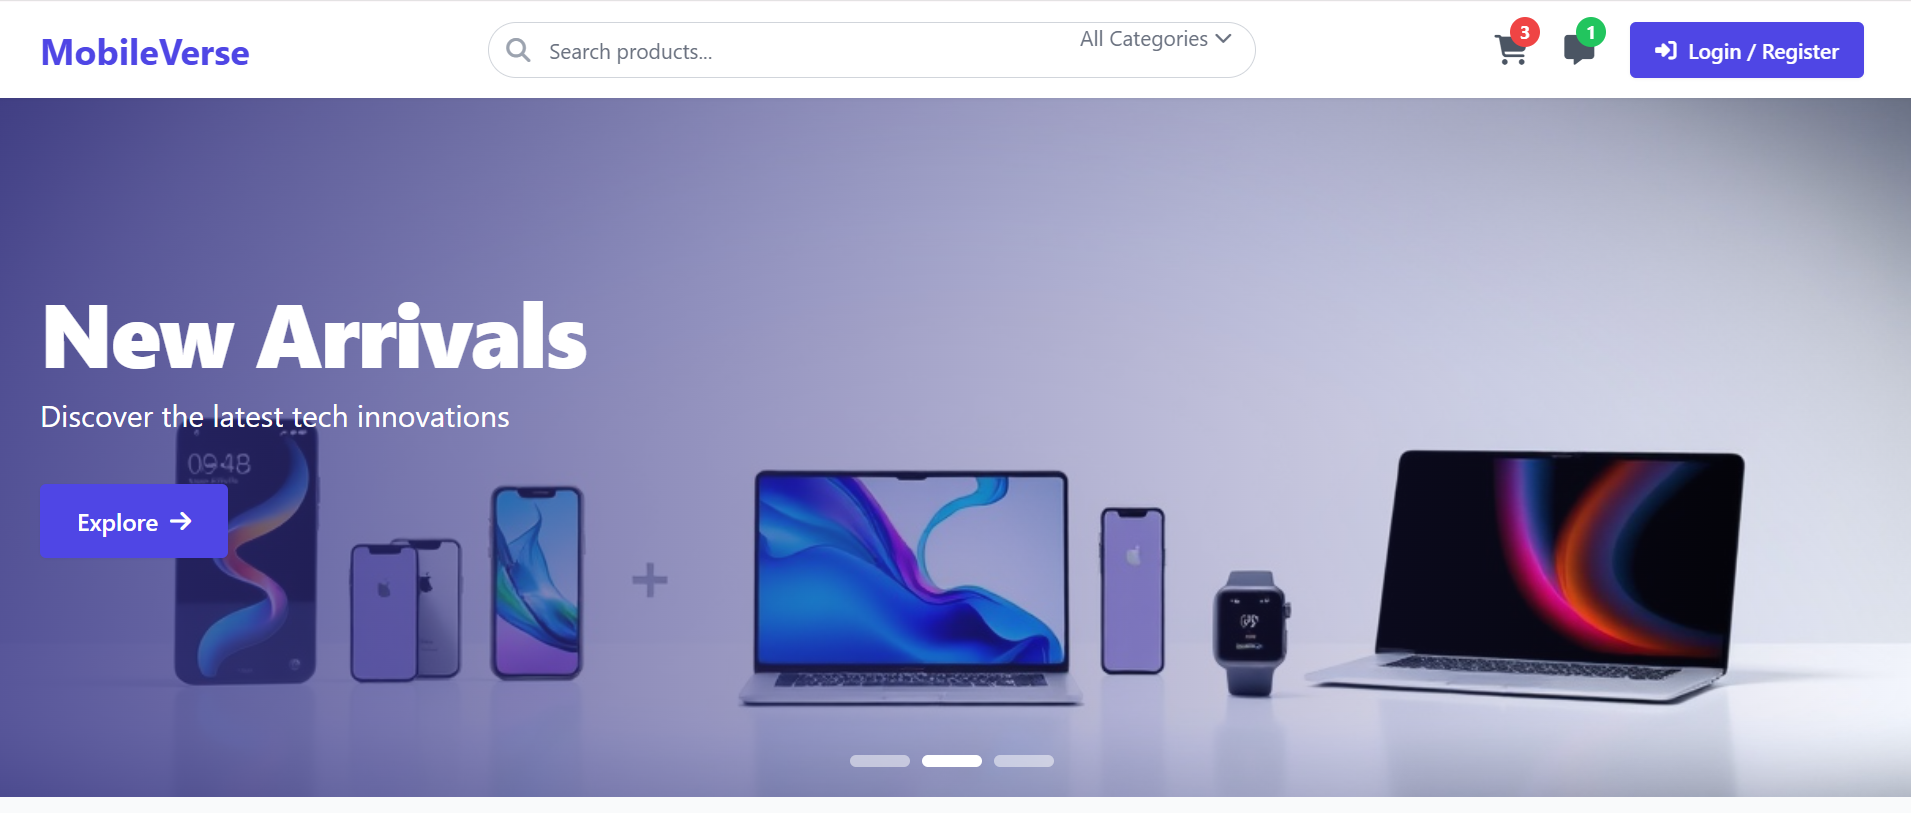 MobileVerse
Search products...
All Categories
3
1
Login / Register
New Arrivals
Discover the latest tech innovations
09:48
Explore